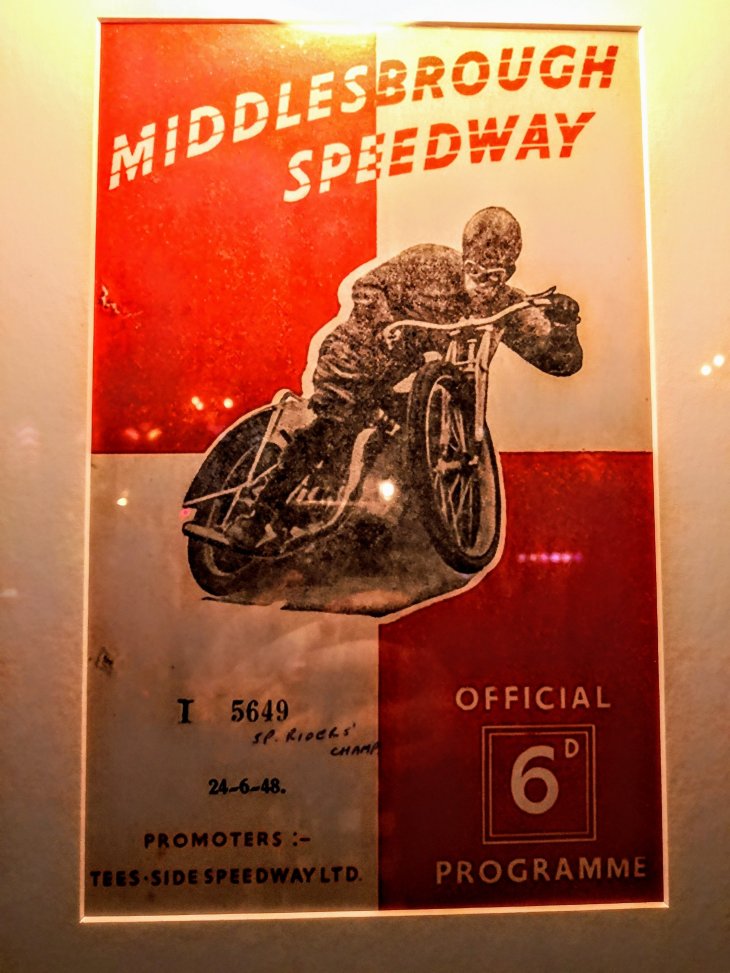 MIDDLESBROUGH
SPEEDWAY
I 5649
SP. RIDERS'
CHAMP
24-6-48.
PROMOTERS :-
TEES-SIDE SPEEDWAY LTD.
OFFICIAL
6D
PROGRAMME